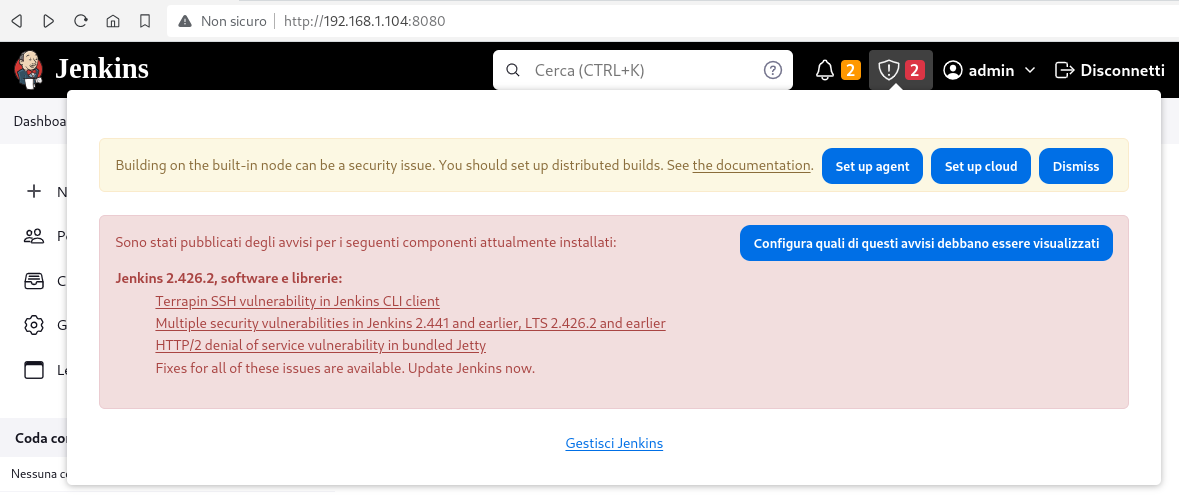 Non sicuro http://192.168.1.104:8080
Jenkins
Cerca (CTRL+K)
2
2
admin
Disconnetti
Building on the built-in node can be a security issue. You should set up distributed builds. See the documentation.
Set up agent
Set up cloud
Dismiss
Sono stati pubblicati degli avvisi per i seguenti componenti attualmente installati:
Configura quali di questi avvisi debbano essere visualizzati
Jenkins 2.426.2, software e librerie:
Terrapin SSH vulnerability in Jenkins CLI client
Multiple security vulnerabilities in Jenkins 2.441 and earlier, LTS 2.426.2 and earlier
HTTP/2 denial of service vulnerability in bundled Jetty
Fixes for all of these issues are available. Update Jenkins now.
Gestisci Jenkins
Coda
Nessuna